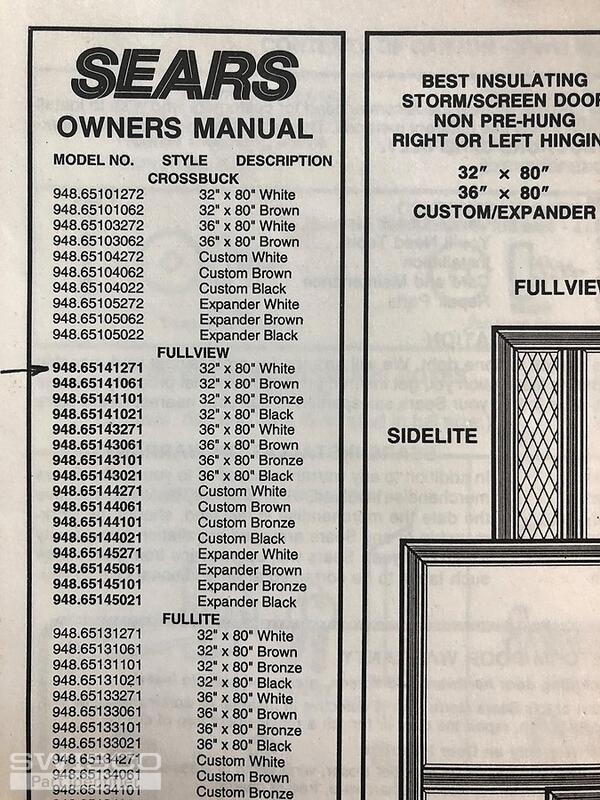 SEARS
OWNERS MANUAL
MODEL NO. STYLE DESCRIPTION
CROSSBUCK
948.65101272 32" x 80" White
948.65101062 32" x 80" Brown
948.65103272 36" x 80" White
948.65103062 36" x 80" Brown
948.65104272 Custom White
948.65104062 Custom Brown
948.65104022 Custom Black
948.65105272 Expander White
948.65105062 Expander Brown
948.65105022 Expander Black
FULLVIEW
948.65141271 32" x 80" White
948.65141061 32" x 80" Brown
948.65141101 32" x 80" Bronze
948.65141021 32" x 80" Black
948.65143271 36" x 80" White
948.65143061 36" x 80" Brown
948.65143101 36" x 80" Bronze
948.65143021 36" x 80" Black
948.65144271 Custom White
948.65144061 Custom Brown
948.65144101 Custom Bronze
948.65144021 Custom Black
948.65145271 Expander White
948.65145061 Expander Brown
948.65145101 Expander Bronze
948.65145021 Expander Black
FULLITE
948.65131271 32" x 80" White
948.65131061 32" x 80" Brown
948.65131101 32" x 80" Bronze
948.65131021 32" x 80" Black
948.65133271 36" x 80" White
948.65133061 36" x 80" Brown
948.65133101 36" x 80" Bronze
948.65133021 36" x 80" Black
948.65134271 Custom White
948.65134061 Custom Brown
948.65134101 Custom Bronze
BEST INSULATING
STORM/SCREEN DOOR
NON PRE-HUNG
RIGHT OR LEFT HINGIN
32" × 80"
36" × 80"
CUSTOM/EXPANDER
FULLVIEW
SIDELITE
SWISCO